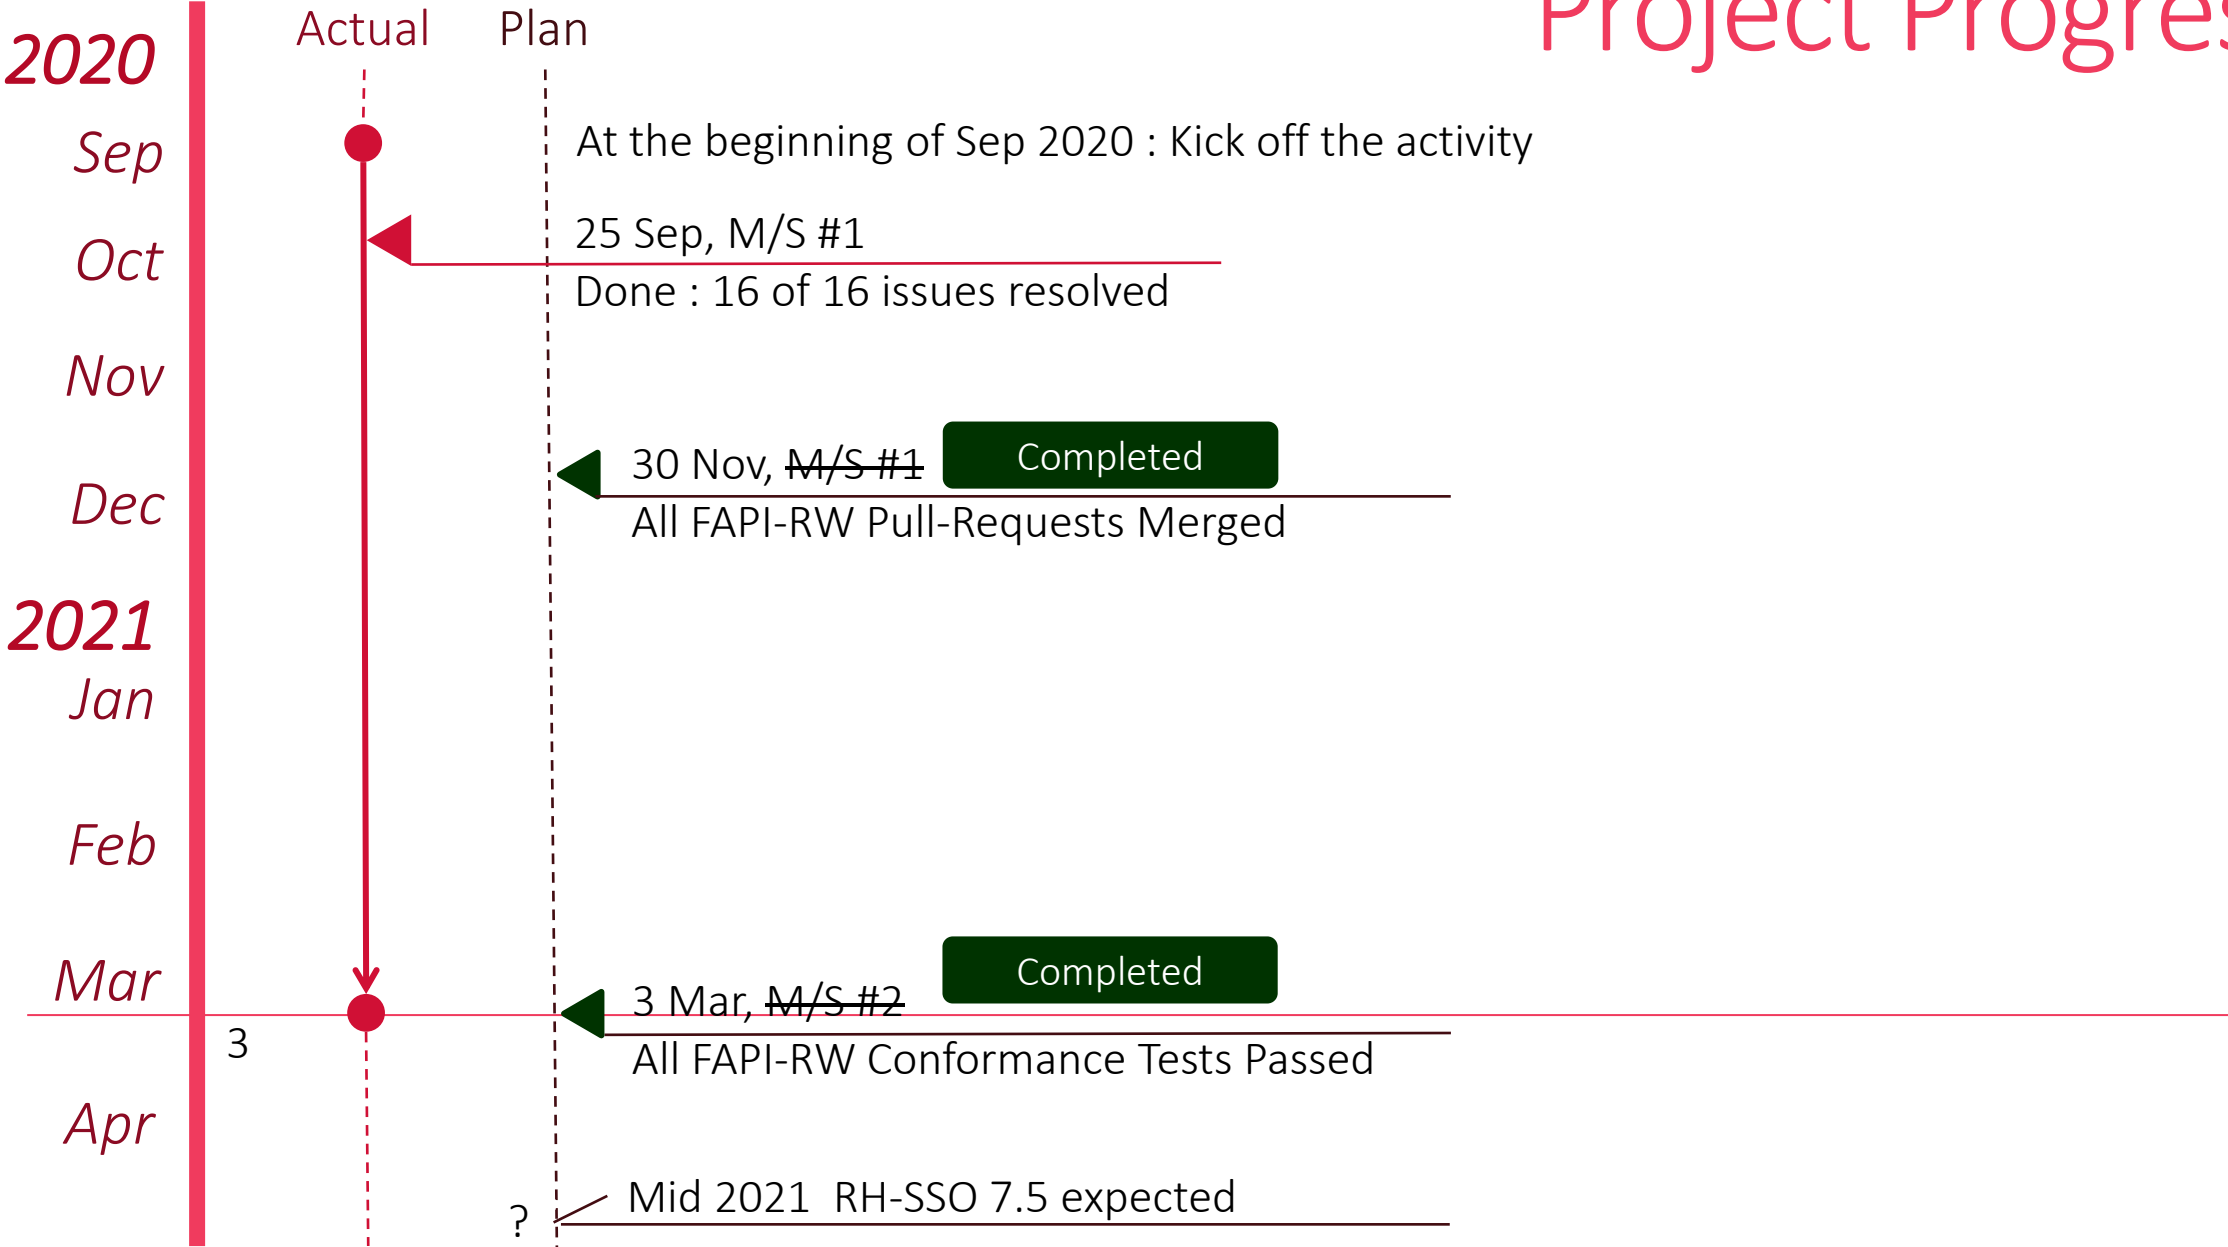 Project Progres
Actual Plan
2020
Sep
At the beginning of Sep 2020 : Kick off the activity
25 Sep, M/S #1
Oct
Done : 16 of 16 issues resolved
Nov
30 Nov, M/S #1 Completed
Dec
All FAPI-RW Pull-Requests Merged
2021
Jan
Feb
Mar
Completed
3 Mar, M/S #2
3
All FAPI-RW Conformance Tests Passed
Apr
Mid 2021 RH-SSO 7.5 expected
?